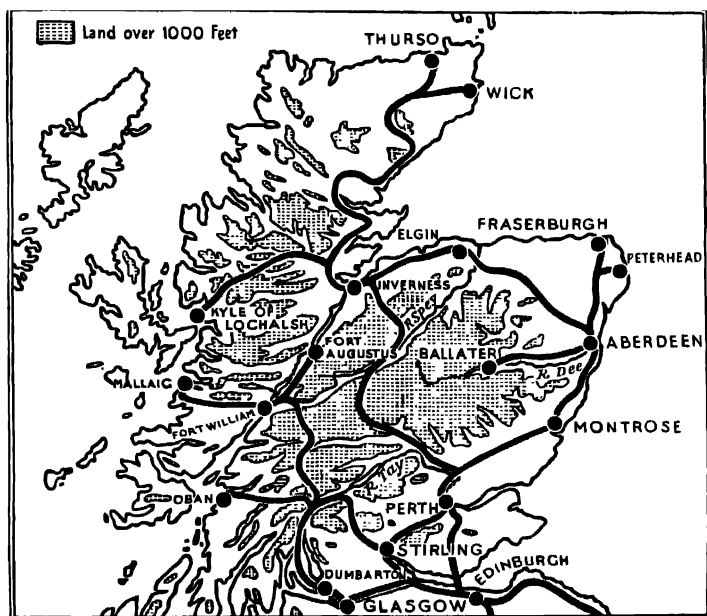 Land over 1000 Feet
THURSO
WICK
FRASERBURGH
ELGIN
PETERHEAD
INVERNESS
R Spey
KYLE OF
LOCHALSH
FORT
AUGUSTUS
BALLATER
ABERDEEN
R. Dee
MALLAIG
FORT WILLIAM
MONTROSE
R Tay
OBAN
PERTH
STIRLING
EDINBURGH
DUMBARTON
GLASGOW